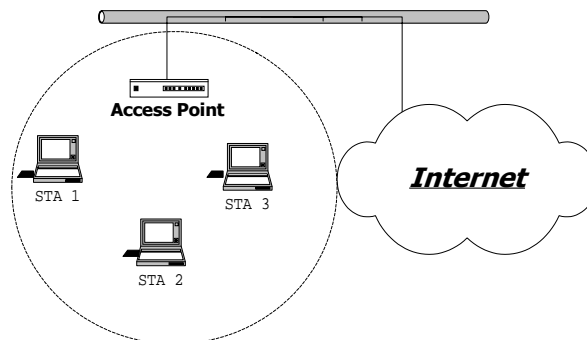 Access Point
Internet
STA 1
STA 3
STA 2